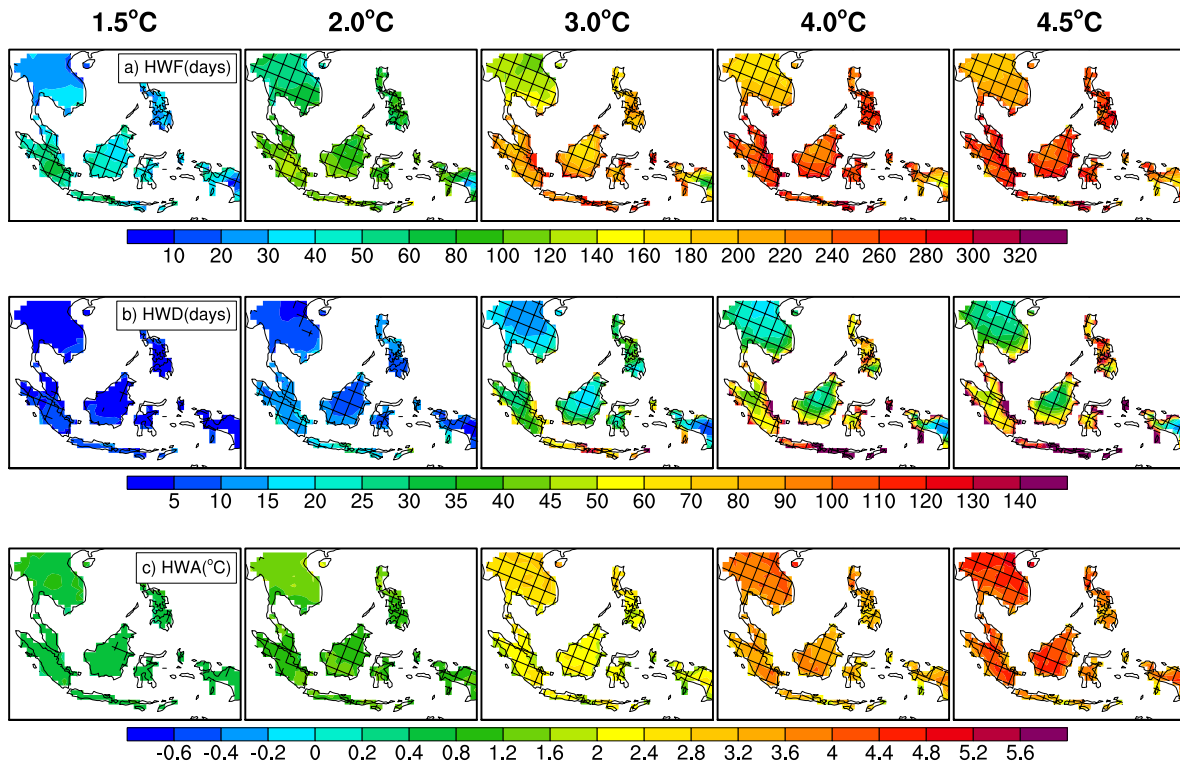 1.5°C 2.0°C 3.0°C 4.0°C 4.5°C
a) HWF(days)
10 20 30 40 50 60 80 100 120 140 160 180 200 220 240 260 280 300 320
b) HWD(days)
5 10 15 20 25 30 35 40 45 50 60 70 80 90 100 110 120 130 140
c) HWA(°C)
-0.6 -0.4 -0.2 0 0.2 0.4 0.8 1.2 1.6 2 2.4 2.8 3.2 3.6 4 4.4 4.8 5.2 5.6